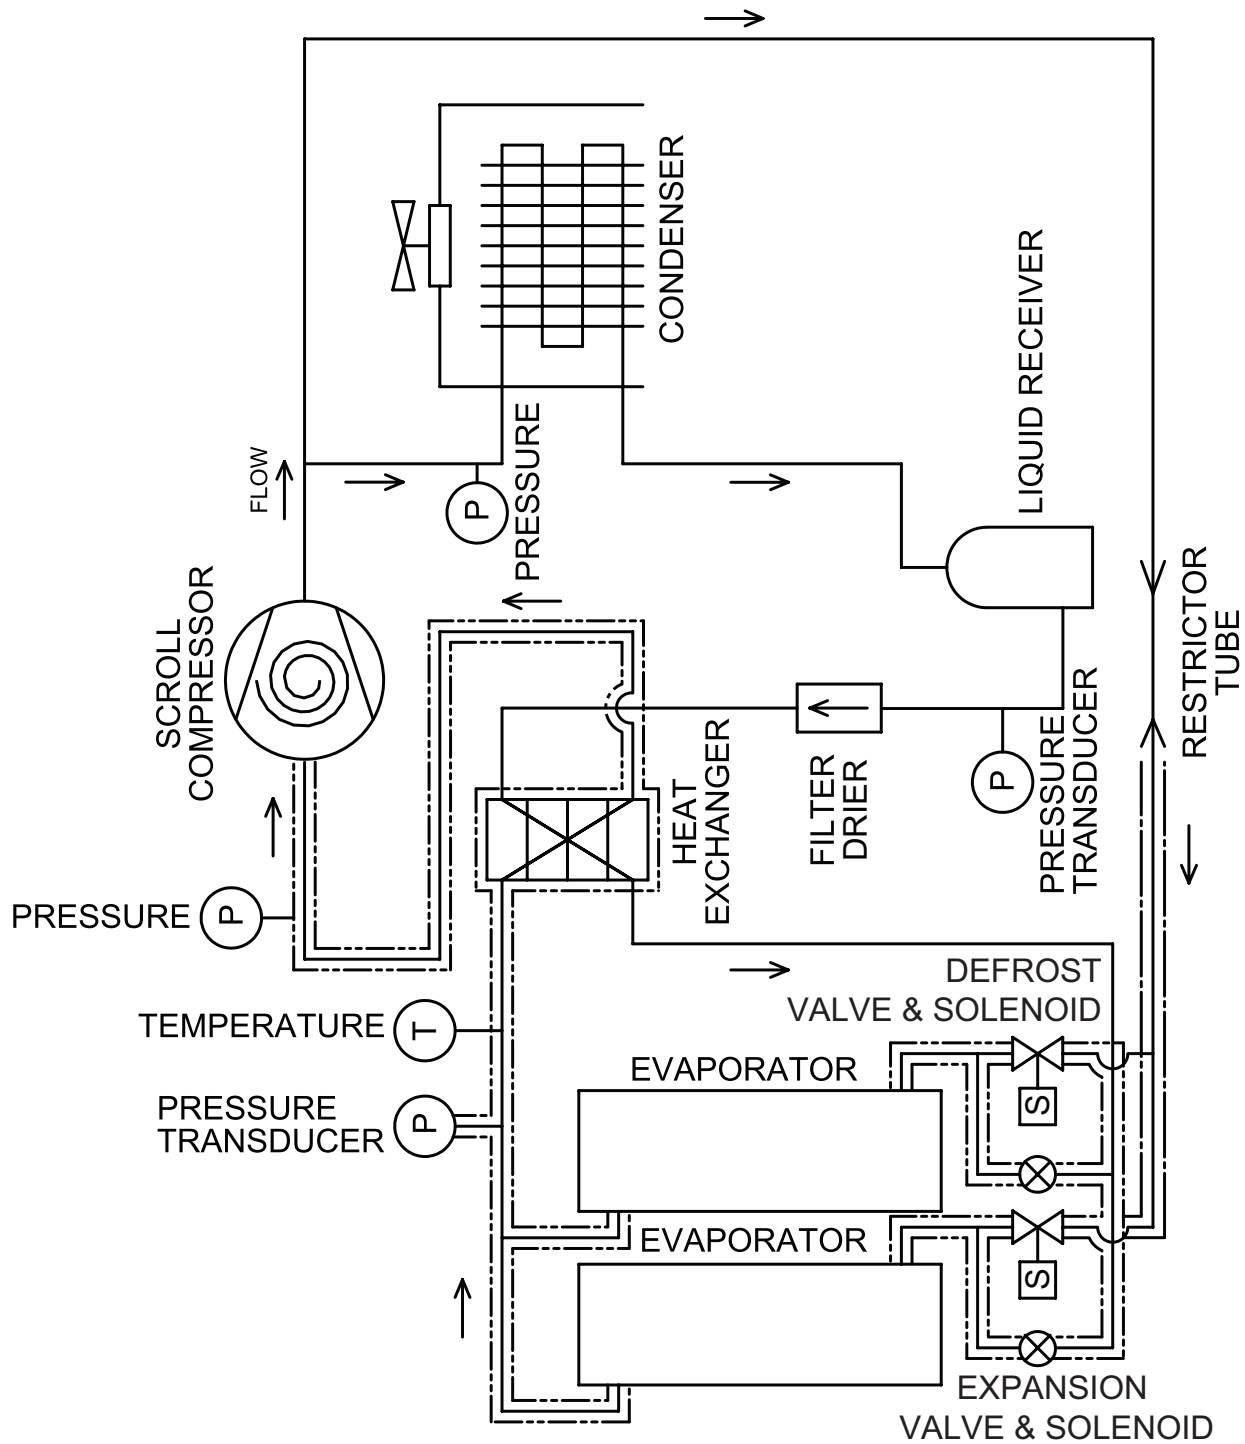 FLOW
CONDENSER
LIQUID RECEIVER
SCROLL
COMPRESSOR
P
PRESSURE
RESTRICTOR
TUBE
HEAT
EXCHANGER
FILTER
DRIER
P
PRESSURE
TRANSDUCER
PRESSURE
P
TEMPERATURE
T
PRESSURE
TRANSDUCER
P
DEFROST
VALVE & SOLENOID
EVAPORATOR
S
EVAPORATOR
S
EXPANSION
VALVE & SOLENOID